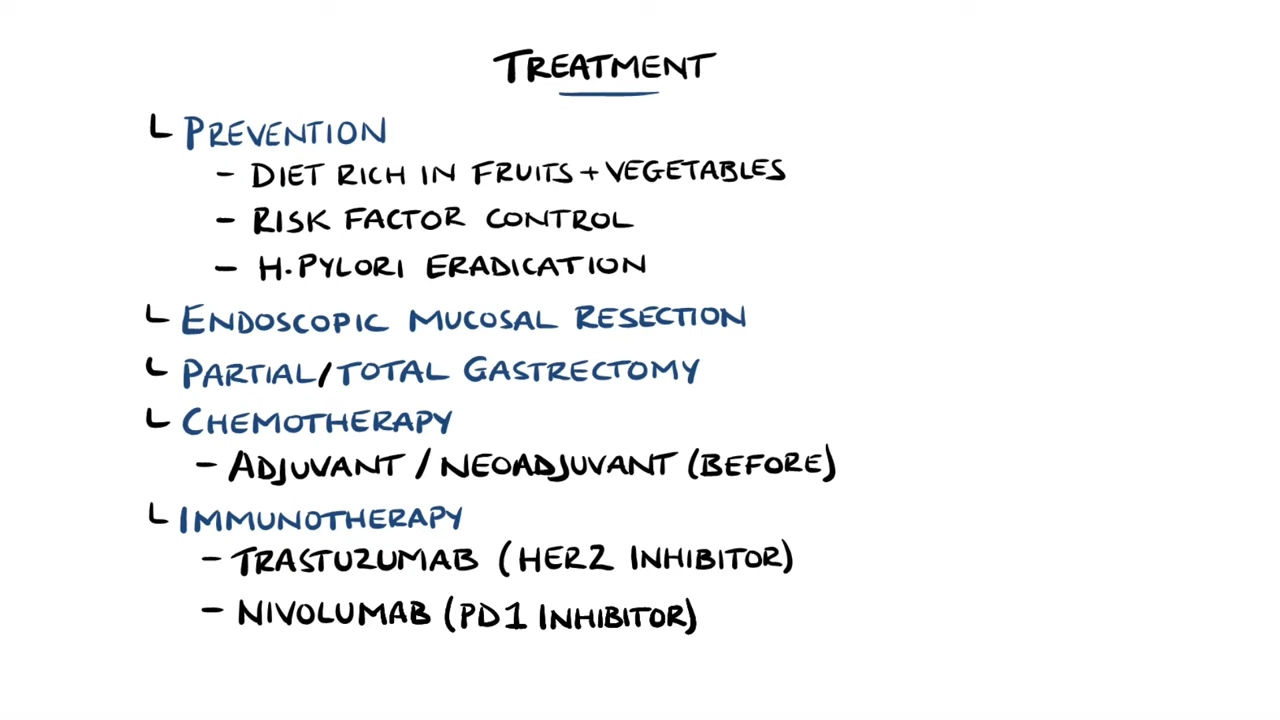 TREATMENT
PREVENTION
- DIET RICH IN FRUITS + VEGETABLES
- RISK FACTOR CONTROL
- H. PYLORI ERADICATION
ENDOSCOPIC MUCOSAL RESECTION
PARTIAL/TOTAL GASTRECTOMY
CHEMOTHERAPY
- ADJUVANT / NEOADJUVANT (BEFORE)
IMMUNOTHERAPY
- TRASTUZUMAB (HER2 INHIBITOR)
- NIVOLUMAB (PD1 INHIBITOR)